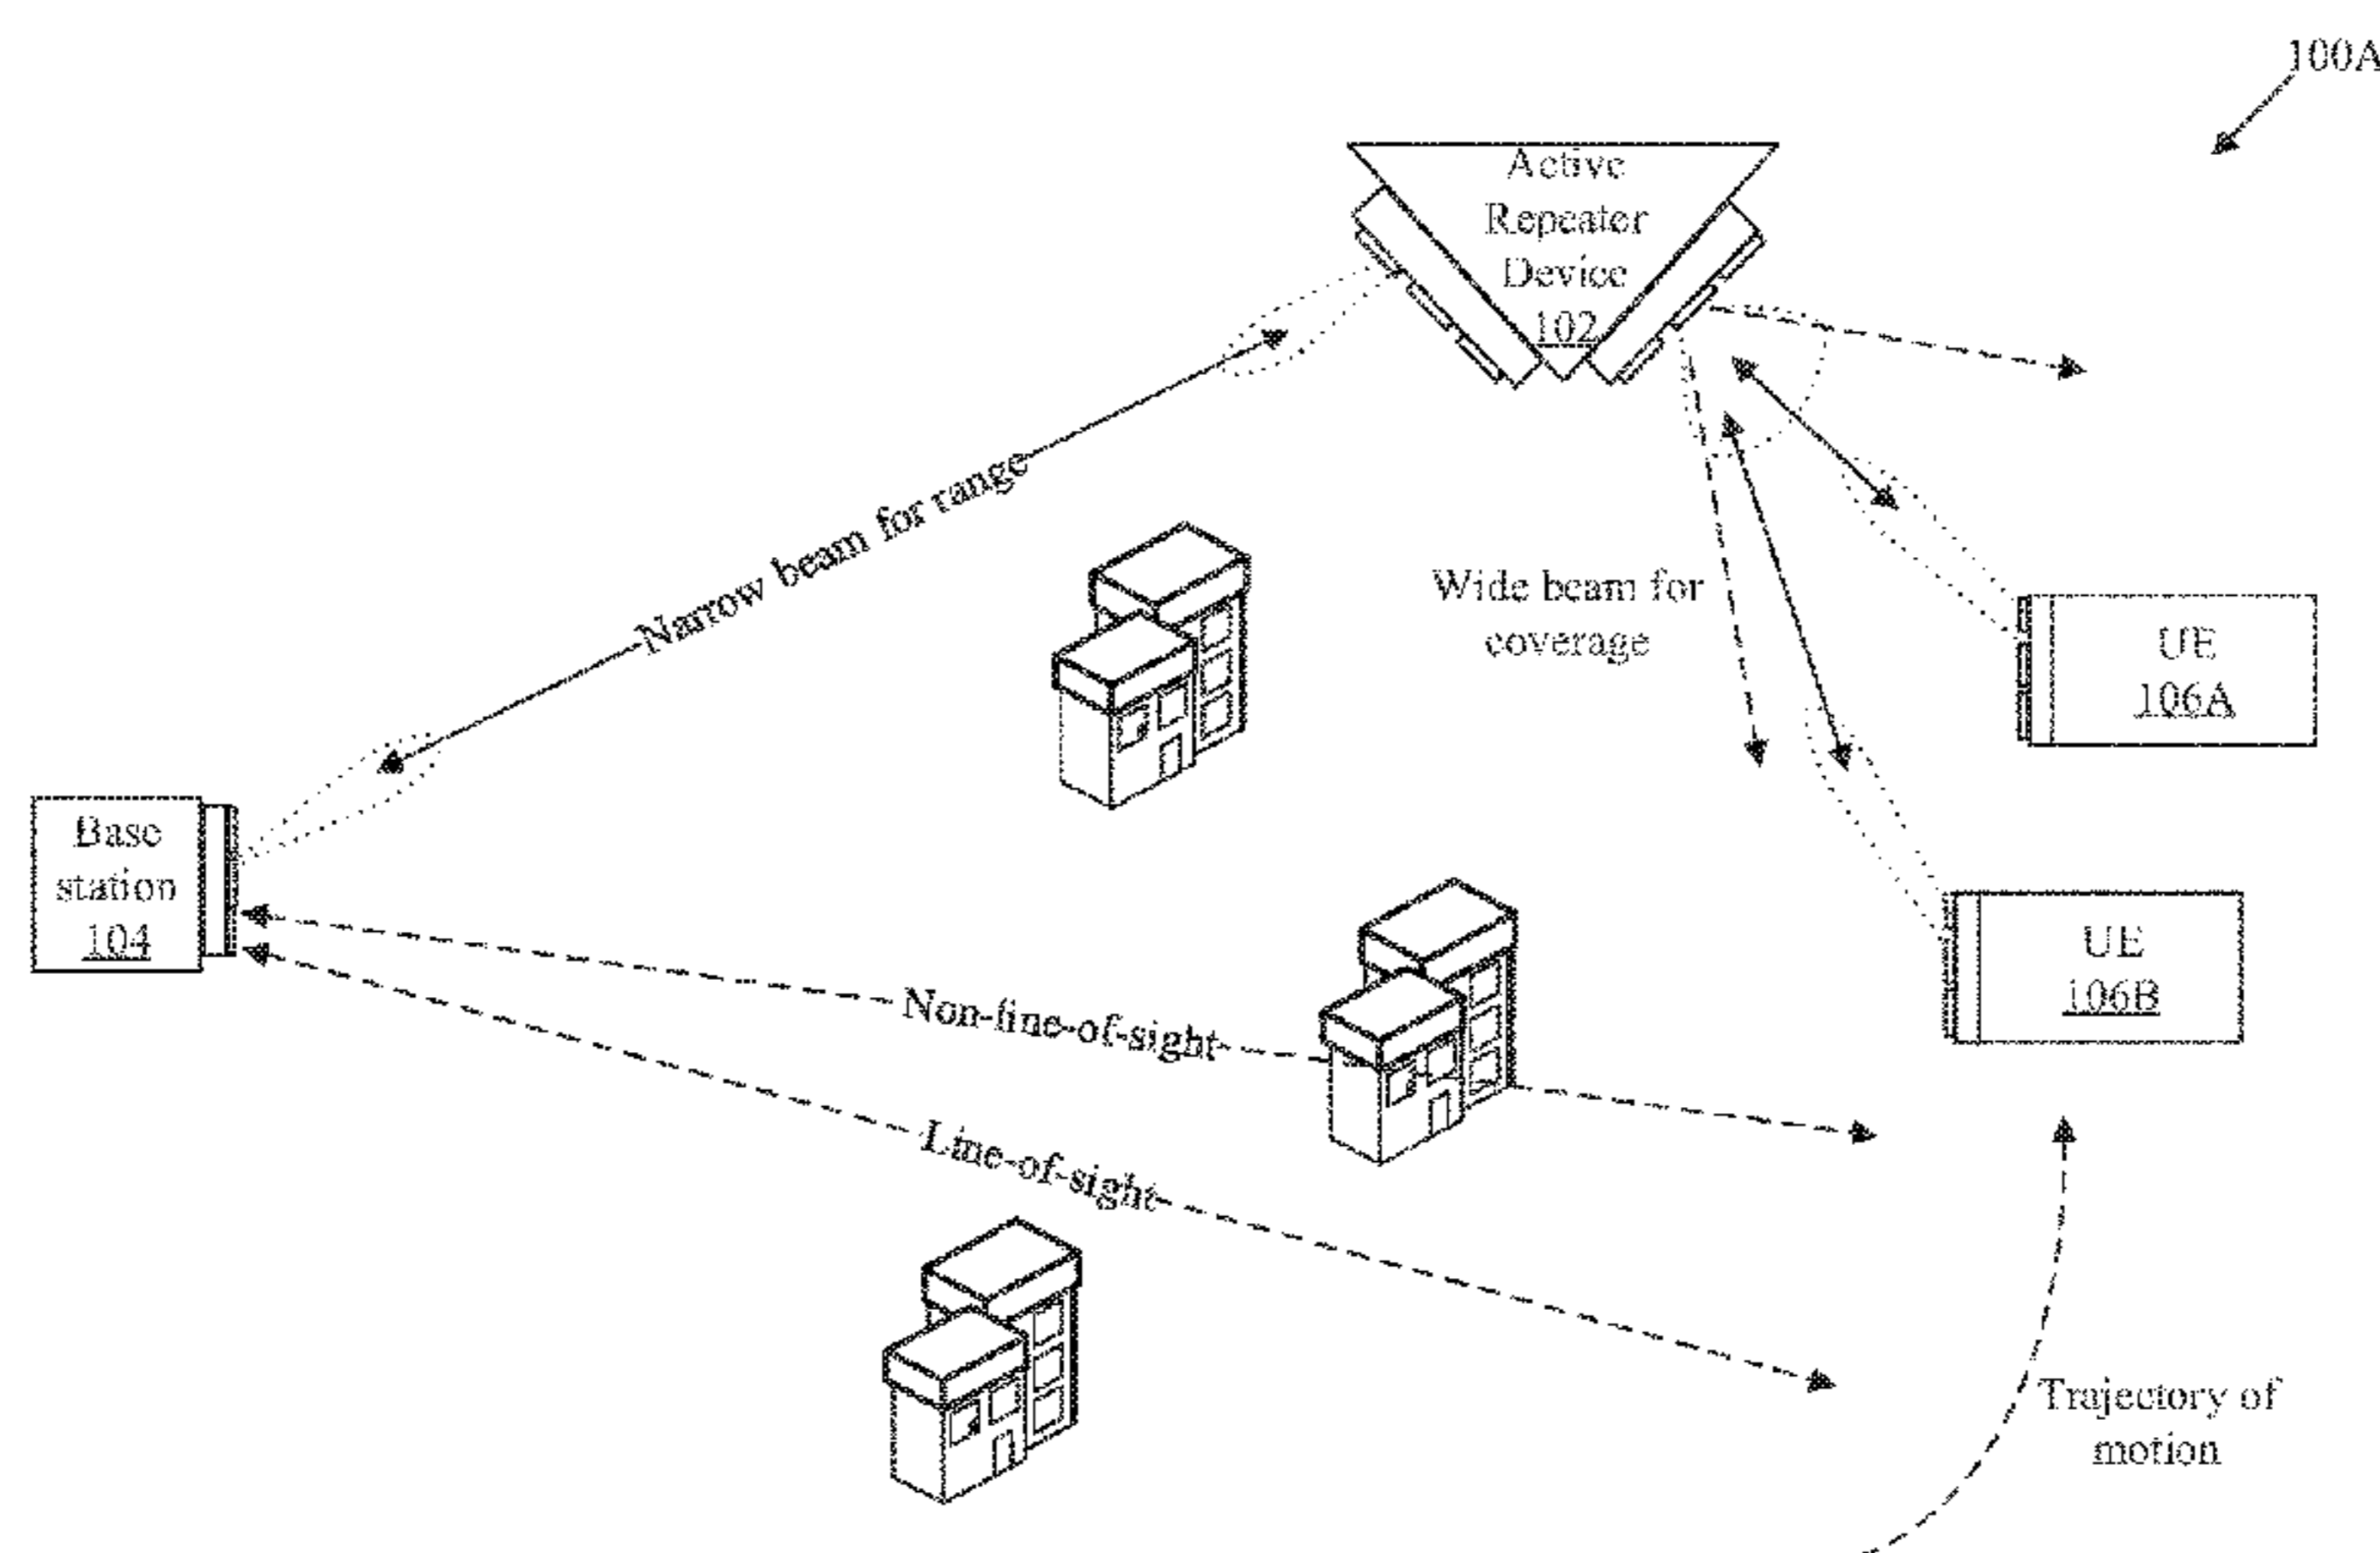 100A
Active
Repeater
Device
102
Narrow beam for range
Wide beam for
coverage
UE
106A
Base
station
104
UE
106B
Non-line-of-sight
Line-of-sight
Trajectory of
motion